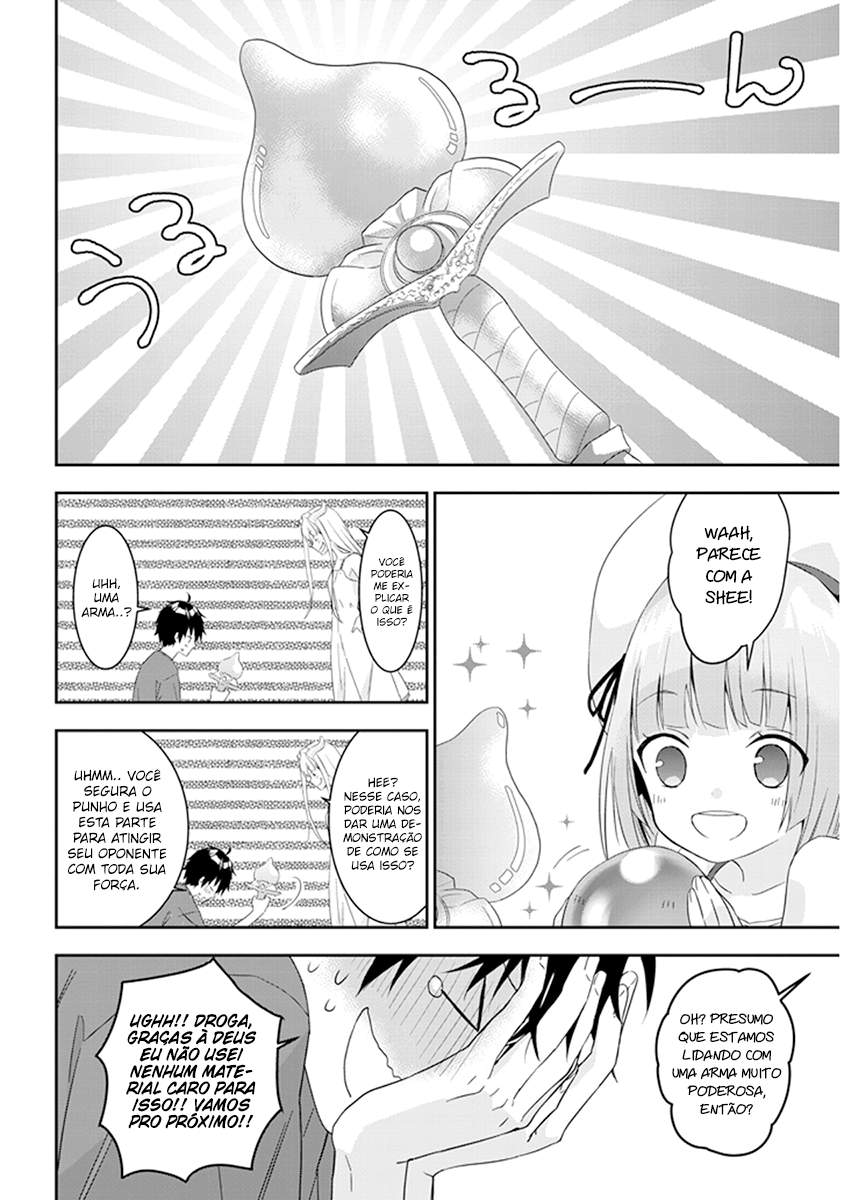 るーん
るーん
WAAH,
PARECE
COM A
SHEE!
VOCÊ
PODERIA
ME EX-
PLICAR
O QUE É
ISSO?
UHH,
UMA
ARMA..?
HEE?
NESSE CASO,
PODERIA NOS
DAR UMA DE-
MONSTRAÇÃO
DE COMO SE
USA ISSO?
UHMM.. VOCÊ
SEGURA O
PUNHO E USA
ESTA PARTE
PARA ATINGIR
SEU OPONENTE
COM TODA SUA
FORÇA.
OH? PRESUMO
QUE ESTAMOS
LIDANDO COM
UMA ARMA MUITO
PODEROSA,
ENTÃO?
UGHH!! DROGA,
GRAÇAS À DEUS
EU NÃO USEI
NENHUM MATE
RIAL CARO PARA
ISSO!! VAMOS
PRO PRÓXIMO!!